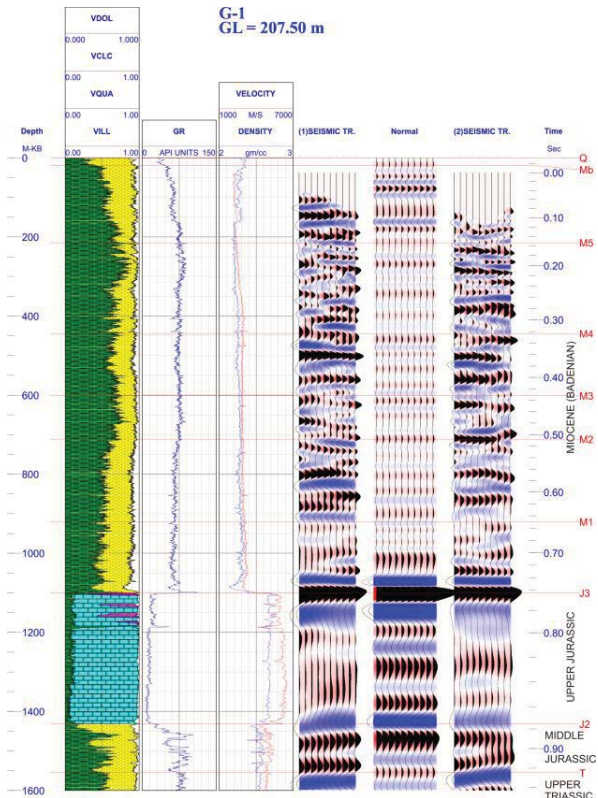 G-1
GL = 207.50 m
VDOL
0.000 1.000
VCLC
0.00 1.00
VQUA
0.00 1.00
VILL
0.00 1.00
Depth
M-KB
GR
0 API UNITS 150
VELOCITY
1000 M/S 7000
DENSITY
2 gm/cc 3
(1)SEISMIC TR.
Normal
(2)SEISMIC TR.
Time
Sec
0
200
400
600
800
1000
1200
1400
1600
0.00
0.10
0.20
0.30
0.40
0.50
0.60
0.70
0.80
0.90
Q
Mb
M5
M4
M3
M2
M1
J3
J2
T
MIOCENE (BADENIAN)
UPPER JURASSIC
MIDDLE
JURASSIC
UPPER
TRIASSIC